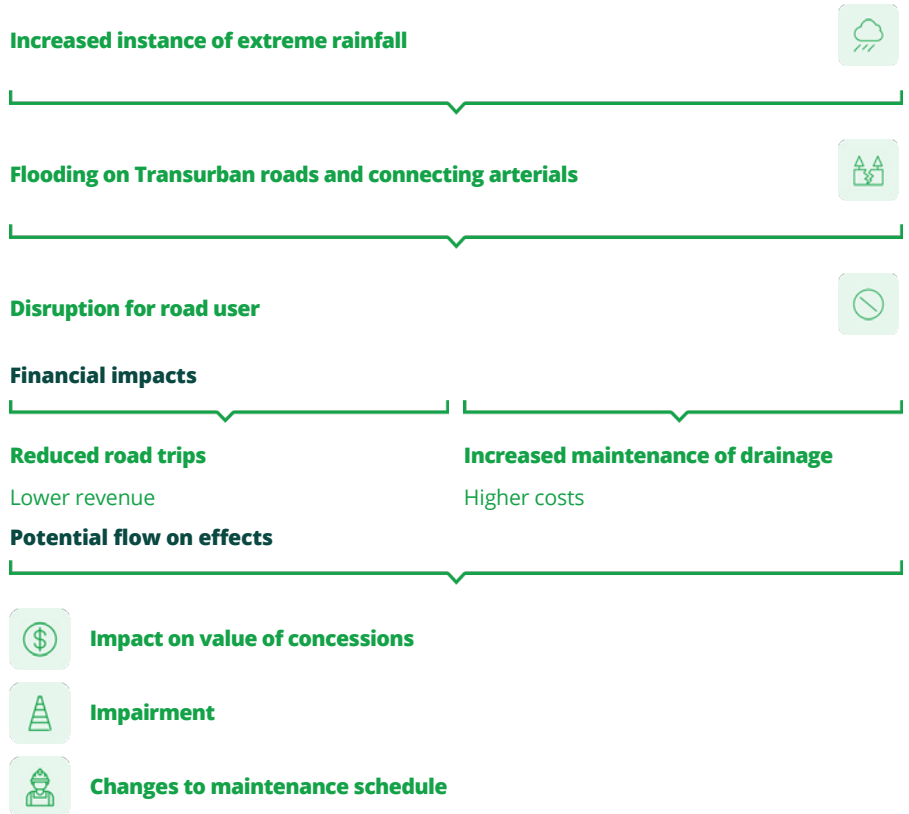 Increased instance of extreme rainfall
Flooding on Transurban roads and connecting arterials
Disruption for road user
Financial impacts
Reduced road trips
Lower revenue
Increased maintenance of drainage
Higher costs
Potential flow on effects
$
Impact on value of concessions
Impairment
Changes to maintenance schedule